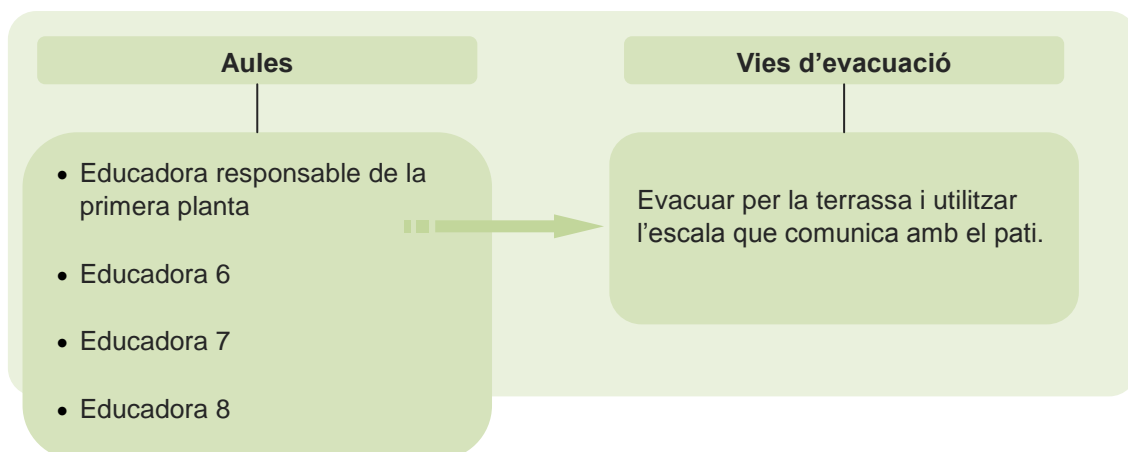 Aules
• Educadora responsable de la
primera planta
• Educadora 6
• Educadora 7
• Educadora 8
Vies d’evacuació
Evacuar per la terrassa i utilitzar
l’escala que comunica amb el pati.